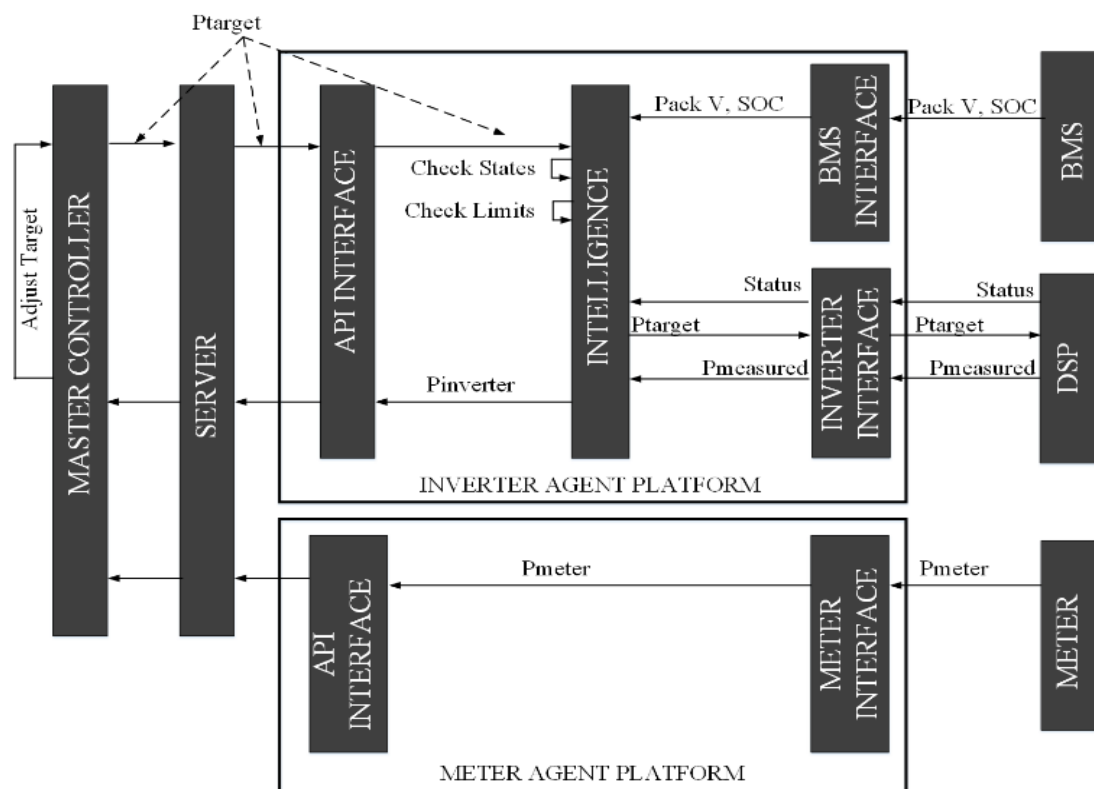 Ptarget
Adjust Target
MASTER CONTROLLER
SERVER
API INTERFACE
Check States
Check Limits
INTELLIGENCE
Pack V, SOC
BMS
INTERFACE
Pack V, SOC
BMS
Status
Ptarget
Pmeasured
Pinverter
INVERTER
INTERFACE
Status
Ptarget
Pmeasured
DSP
INVERTER AGENT PLATFORM
API
INTERFACE
Pmeter
METER
INTERFACE
Pmeter
METER
METER AGENT PLATFORM